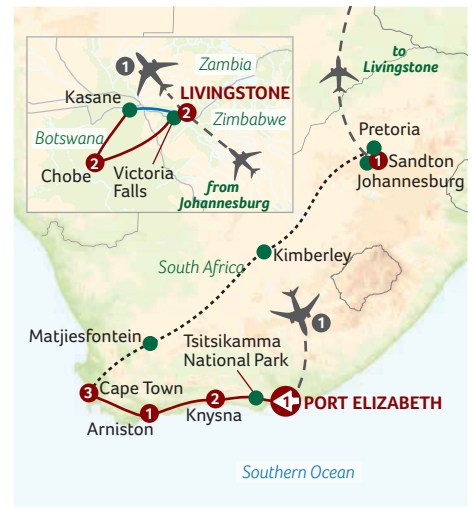 1
Zambia
LIVINGSTONE
2
Kasane
Zimbabwe
Botswana
2
Chobe
Victoria
Falls
from
Johannesburg
to
Livingstone
Pretoria
1
Sandton
Johannesburg
Kimberley
South Africa
1
Matjiesfontein
Tsitsikamma
National Park
3
Cape Town
1
Arniston
2
Knysna
1
PORT ELIZABETH
Southern Ocean